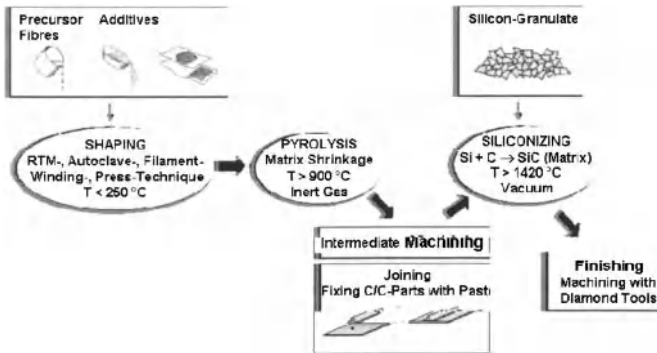 Precursor Additives
Fibres
Silicon-Granulate
SHAPING
RTM-, Autoclave-, Filament-
Winding-, Press-Technique
T < 250 °C
PYROLYSIS
Matrix Shrinkage
T > 900 °C
Inert Gas
SILICONIZING
Si + C → SiC (Matrix)
T > 1420 °C
Vacuum
Intermediate Machining
Joining
Fixing C/C-Parts with Paste
Finishing
Machining with
Diamond Tools